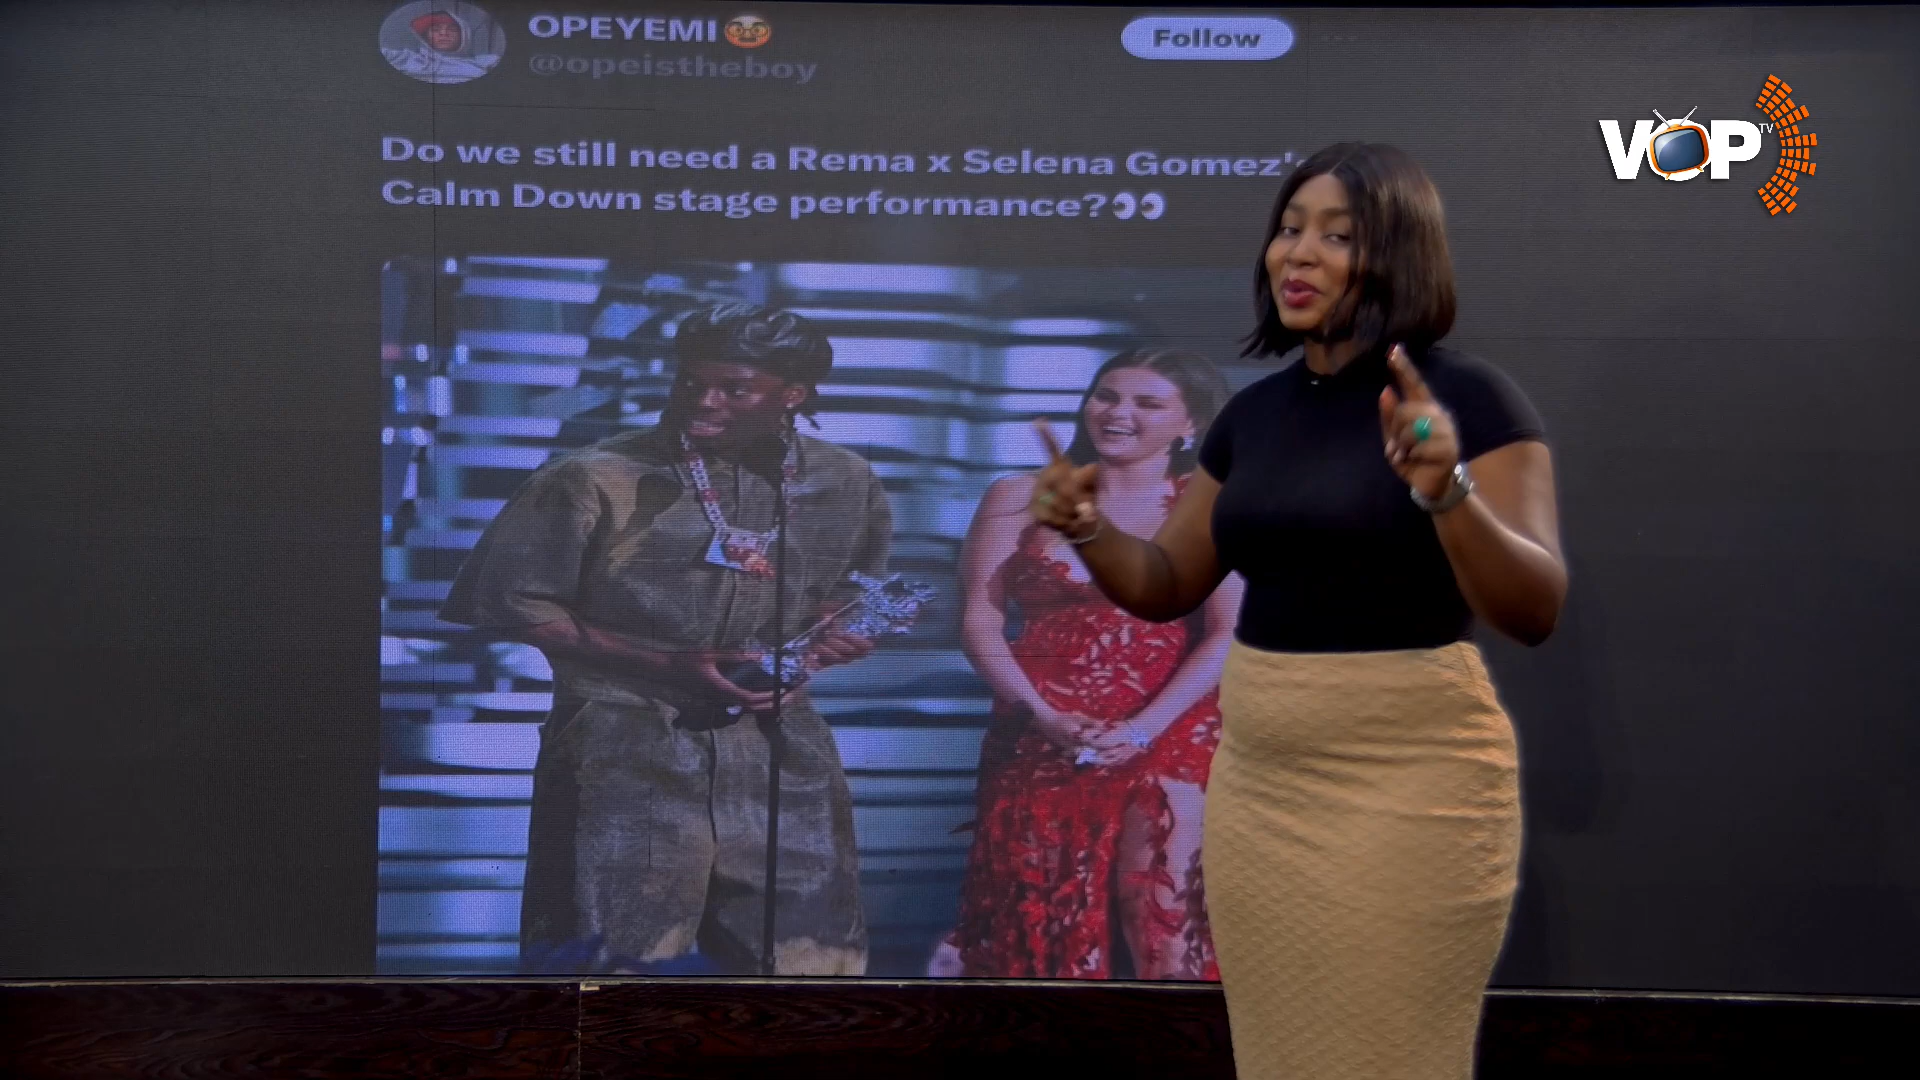 OPEYEMI🥸
@opeistheboy
Follow
VOP TV
Do we still need a Rema x Selena Gomez's
Calm Down stage performance?👀